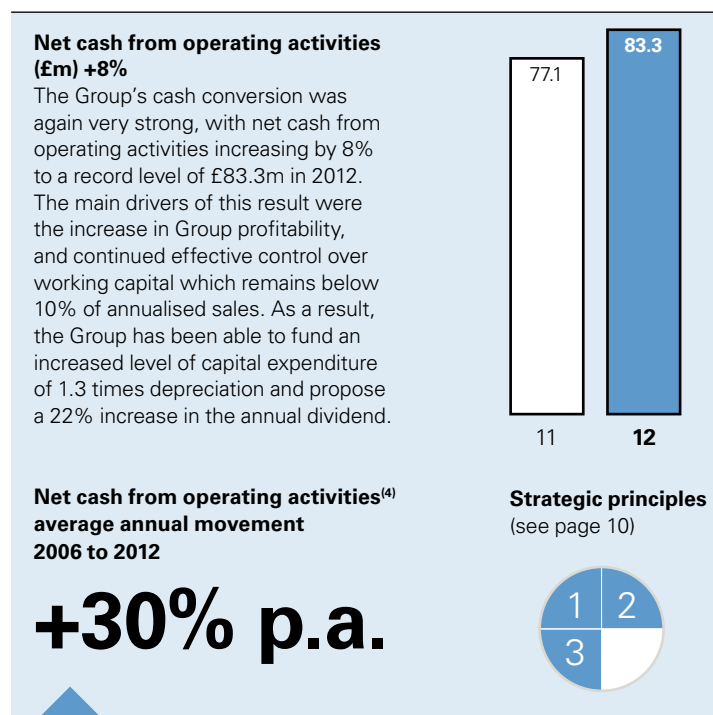 Net cash from operating activities
(£m) +8%
The Group's cash conversion was
again very strong, with net cash from
operating activities increasing by 8%
to a record level of £83.3m in 2012.
The main drivers of this result were
the increase in Group profitability,
and continued effective control over
working capital which remains below
10% of annualised sales. As a result,
the Group has been able to fund an
increased level of capital expenditure
of 1.3 times depreciation and propose
a 22% increase in the annual dividend.
77.1
83.3
11
12
Net cash from operating activities(4)
average annual movement
2006 to 2012
+30% p.a.
Strategic principles
(see page 10)
1
2
3